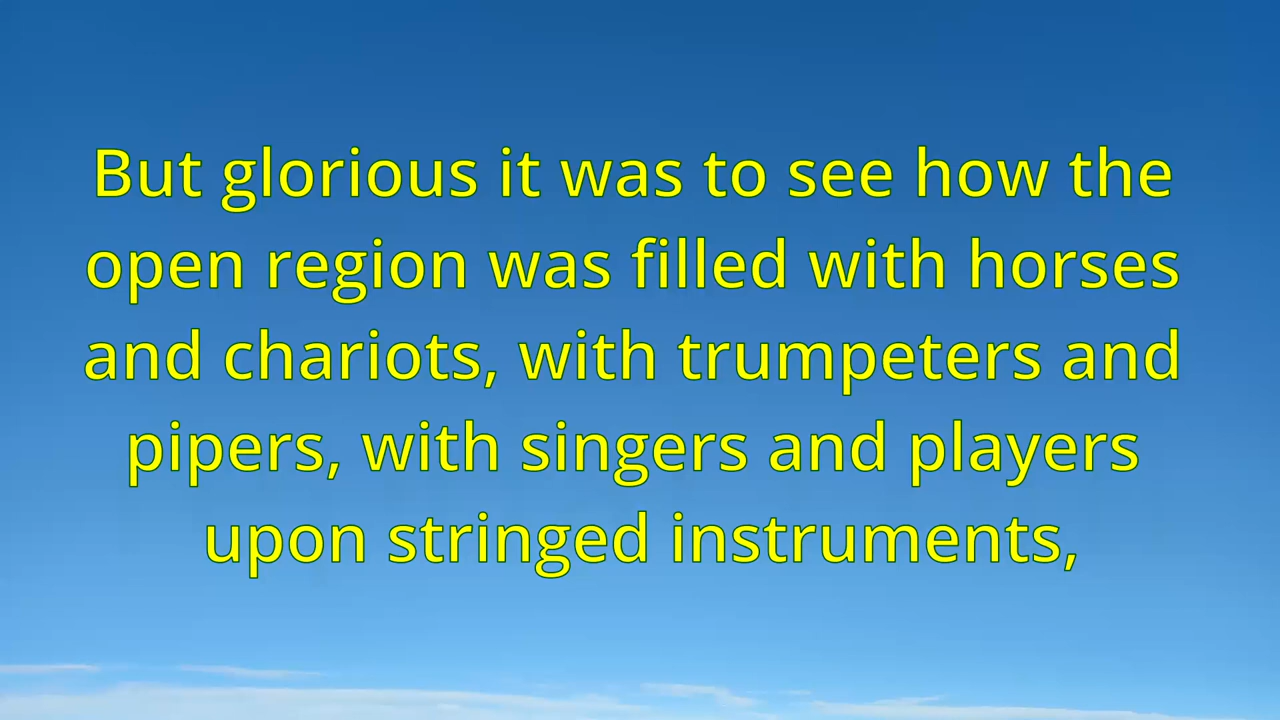 But glorious it was to see how the
open region was filled with horses
and chariots, with trumpeters and
pipers, with singers and players
upon stringed instruments,